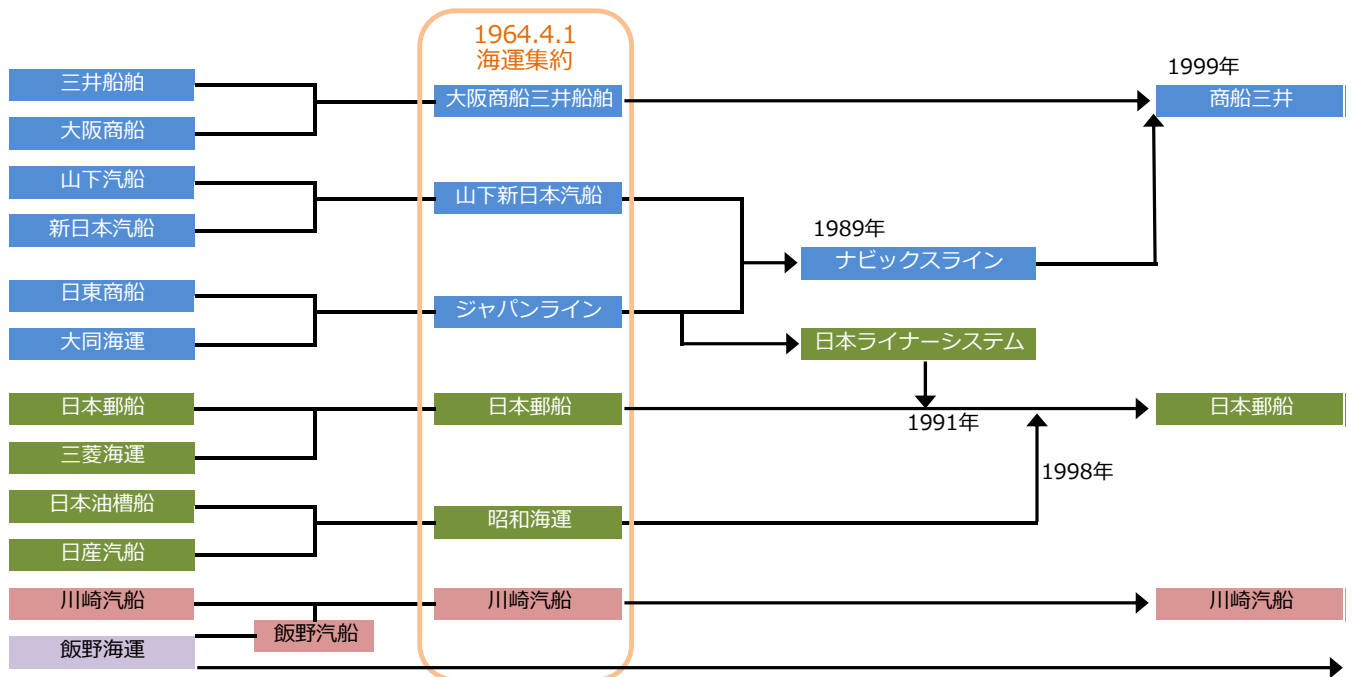 1964.4.1
海運集約
1999年
三井船舶
大阪商船三井船舶
商船三井
大阪商船
山下汽船
山下新日本汽船
新日本汽船
1989年
ナビックスライン
日東商船
ジャパンライン
大同海運
日本ライナーシステム
日本郵船
日本郵船
日本郵船
1991年
三菱海運
1998年
日本油槽船
昭和海運
日産汽船
川崎汽船
川崎汽船
川崎汽船
飯野汽船
飯野海運